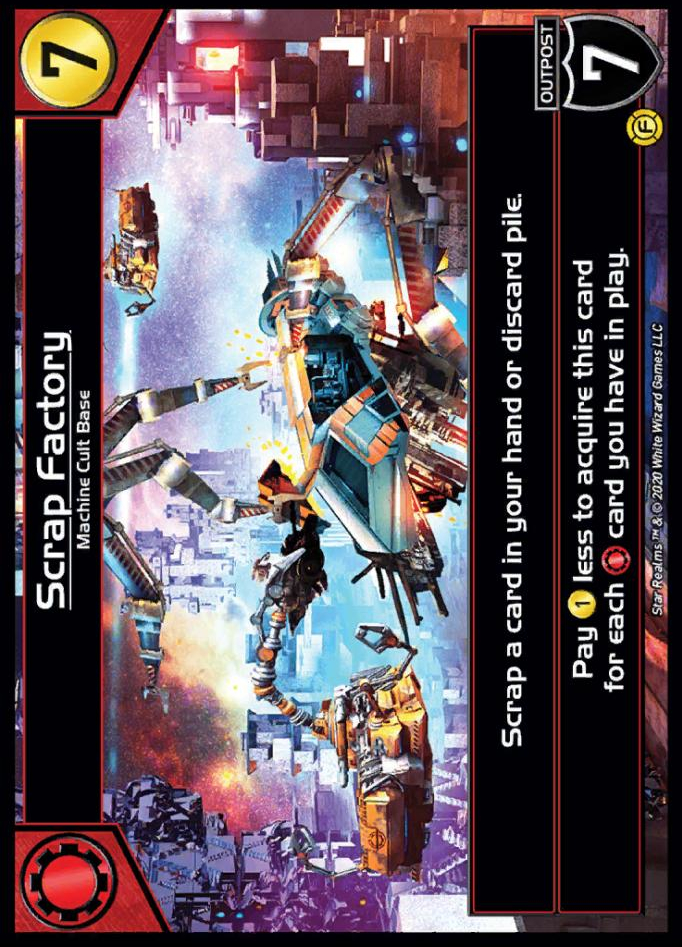 Scrap Factory
7
Machine Cult Base
Scrap a card in your hand or discard pile.
Pay 1 less to acquire this card
for each card you have in play.
OUTPOST
7
F
Star Realms™ & © 2020 White Wizard Games LLC